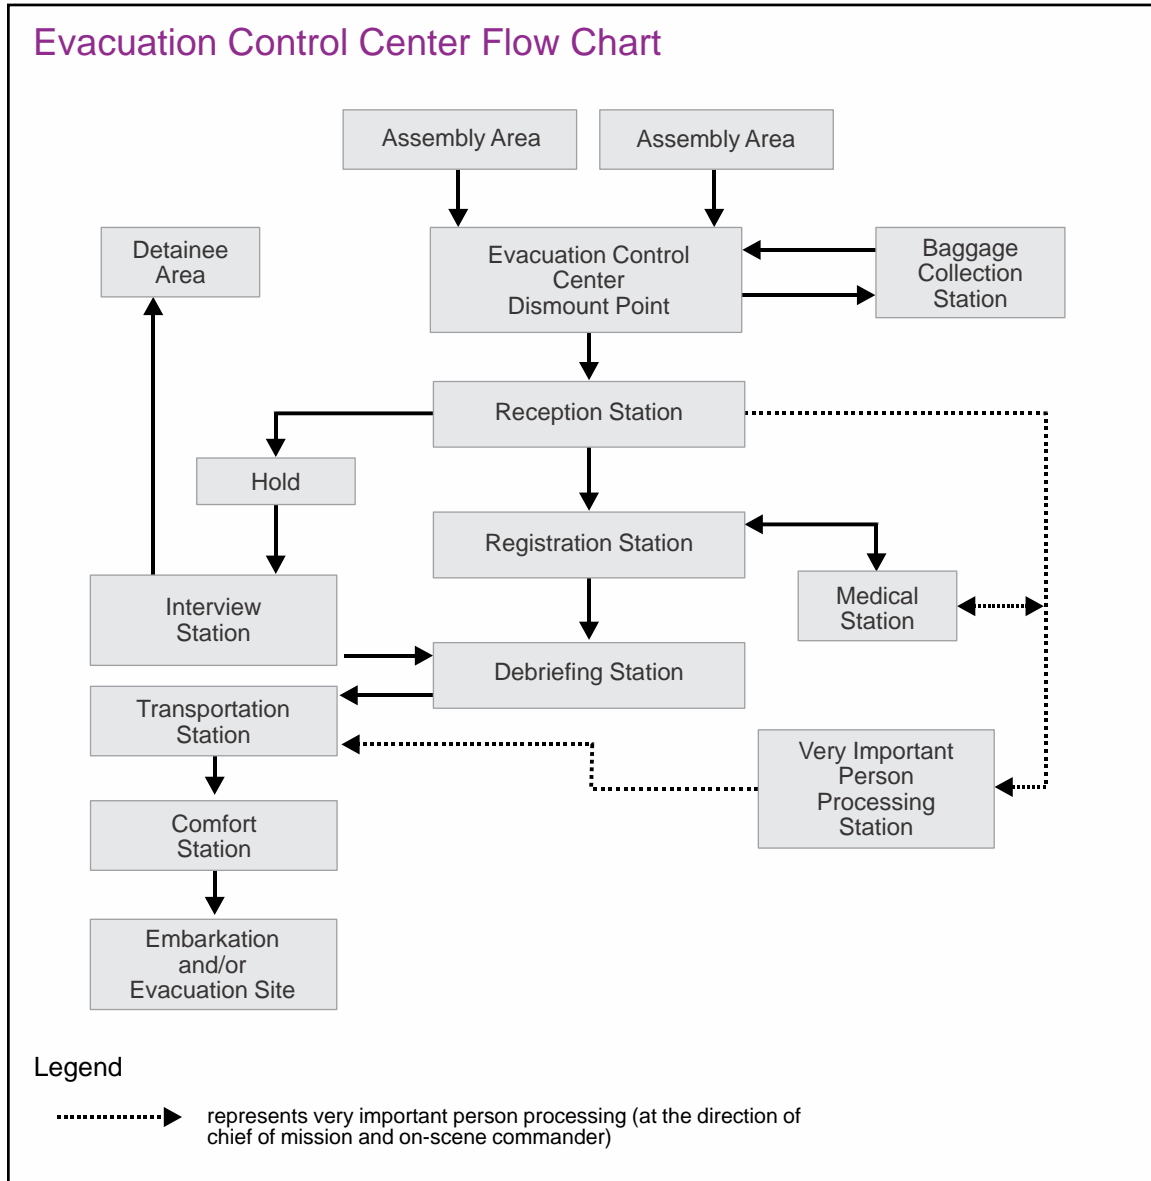 Evacuation Control Center Flow Chart
Assembly Area
Assembly Area
Detainee
Area
Evacuation Control
Center
Dismount Point
Baggage
Collection
Station
Reception Station
Hold
Registration Station
Interview
Station
Medical
Station
Debriefing Station
Transportation
Station
Very Important
Person
Processing
Station
Comfort
Station
Embarkation
and/or
Evacuation Site
Legend
represents very important person processing (at the direction of
chief of mission and on-scene commander)